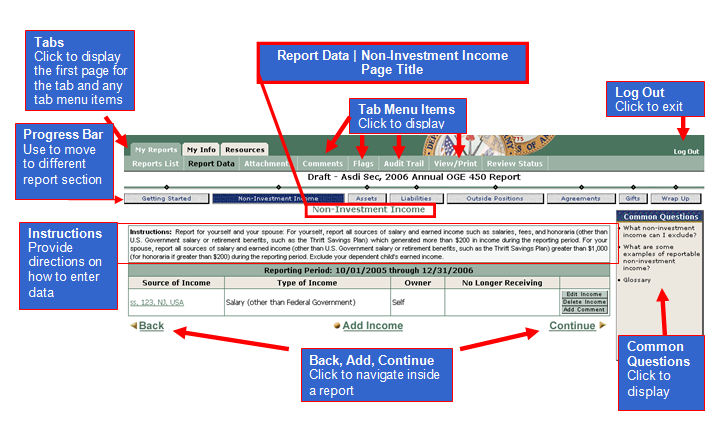 Tabs
Click to display
the first page for
the tab and any
tab menu items
Report Data | Non-Investment Income
Page Title
Tab Menu Items
Click to display
Log Out
Click to exit
Progress Bar
Use to move
to different
report section
My Reports My Info Resources
Log Out
Reports List Report Data Attachment Comments Flags Audit Trail View/Print Review Status
Draft - Asdi Sec, 2006 Annual OGE 450 Report
Getting Started Non-Investment Income Assets Liabilities Outside Positions Agreements Gifts Wrap Up
Non-Investment Income
Common Questions
What non-investment
income can I exclude?
What are some
examples of reportable
non-investment
income?
Glossary
Instructions
Provide
directions on
how to enter
data
Instructions: Report for yourself and your spouse: For yourself, report all sources of salary and earned income such as salaries, fees, and honoraria (other than
U.S. Government salary or retirement benefits, such as the Thrift Savings Plan) which generated more than $200 in income during the reporting period. For your
spouse, report all sources of salary and earned income (other than U.S. Government salary or retirement benefits, such as the Thrift Savings Plan) greater than $1,000
(for honoraria if greater than $200) during the reporting period. Exclude your dependent child's earned income.
Reporting Period: 10/01/2005 through 12/31/2006
Source of Income Type of Income Owner No Longer Receiving
ss, 123, NJ, USA Salary (other than Federal Government) Self
Edit Income
Delete Income
Add Comment
Back Add Income Continue
Back, Add, Continue
Click to navigate inside
a report
Common
Questions
Click to
display